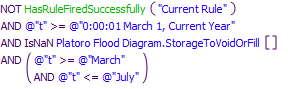 NOT HasRuleFiredSuccessfully ( "Current Rule" )
AND @"t" >= @"0:00:01 March 1, Current Year"
AND IsNaN Platoro Flood Diagram.StorageToVoidOrFill [ ]
AND ( @"t" >= @"March"
AND @"t" <= @"July" )